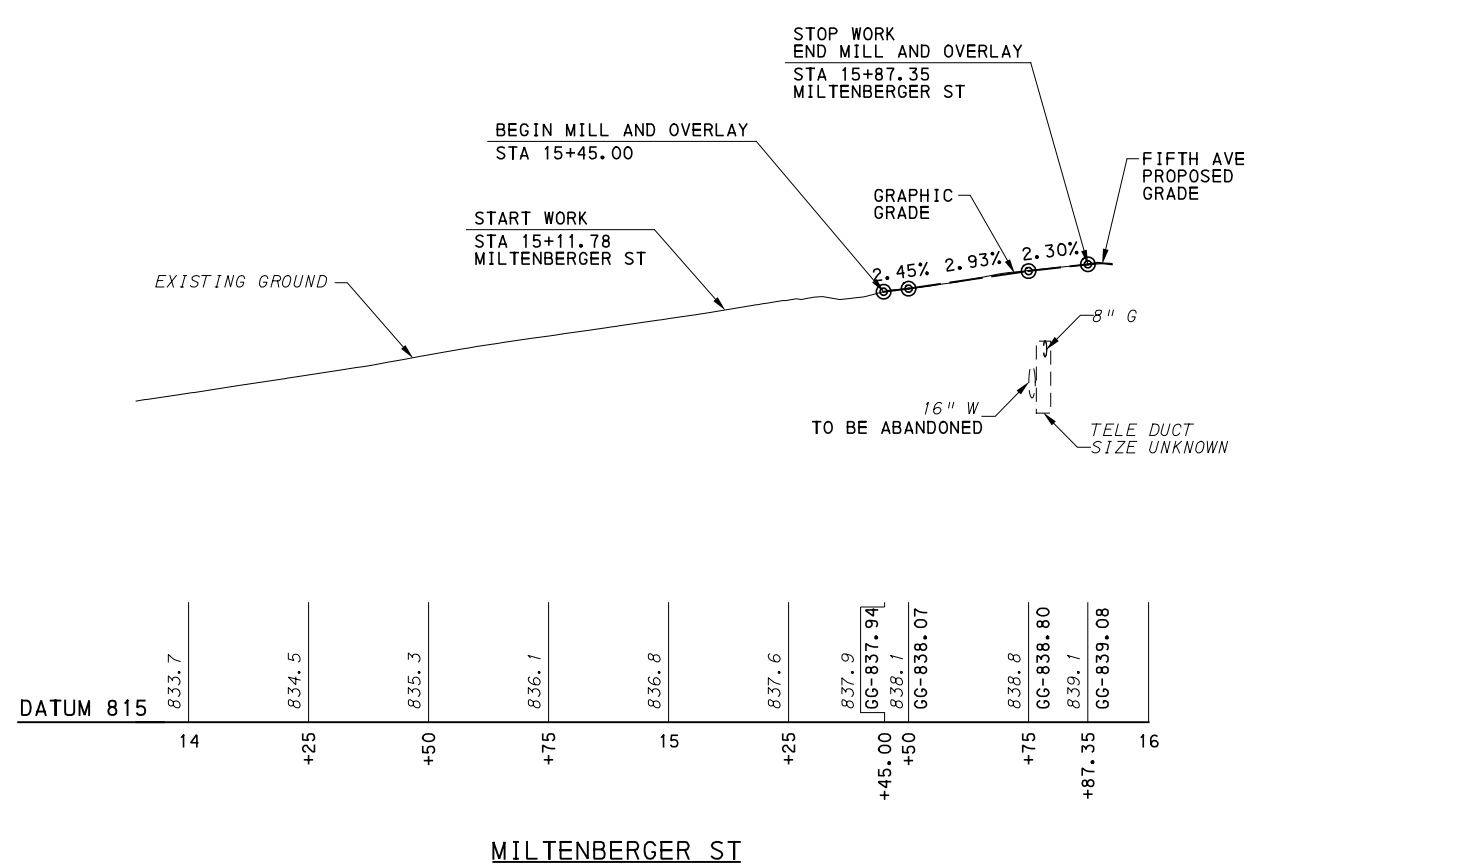 STOP WORK
END MILL AND OVERLAY
STA 15+87.35
MILTENBERGER ST
BEGIN MILL AND OVERLAY
STA 15+45.00
FIFTH AVE
PROPOSED
GRADE
GRAPHIC
GRADE
START WORK
STA 15+11.78
MILTENBERGER ST
2.45%
2.93%
2.30%
EXISTING GROUND
8" G
16" W
TO BE ABANDONED
TELE DUCT
SIZE UNKNOWN
833.7
834.5
835.3
836.1
836.8
837.6
837.9
GG-837.94
838.1
GG-838.07
838.8
GG-838.80
839.1
GG-839.08
DATUM 815
14
+25
+50
+75
15
+25
+45.00
+50
+75
+87.35
16
MILTENBERGER ST